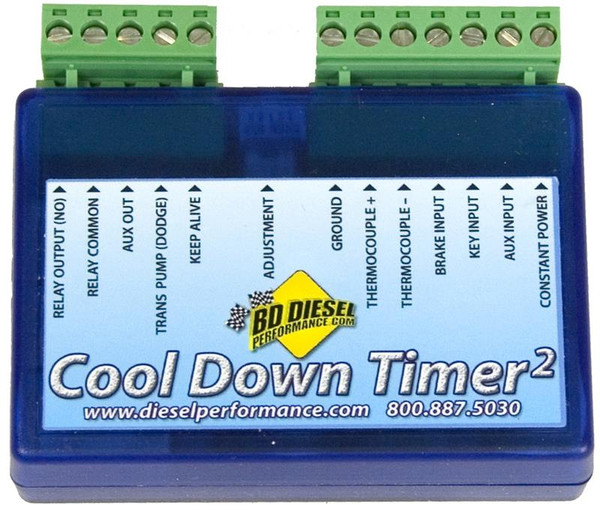 RELAY OUTPUT (NO)
RELAY COMMON
AUX OUT
TRANS PUMP (DODGE)
KEEP ALIVE
ADJUSTMENT
GROUND
THERMOCOUPLE +
THERMOCOUPLE -
BRAKE INPUT
KEY INPUT
AUX INPUT
CONSTANT POWER
BD DIESEL
PERFORMANCE.COM
Cool Down Timer²
www.dieselperformance.com 800.887.5030